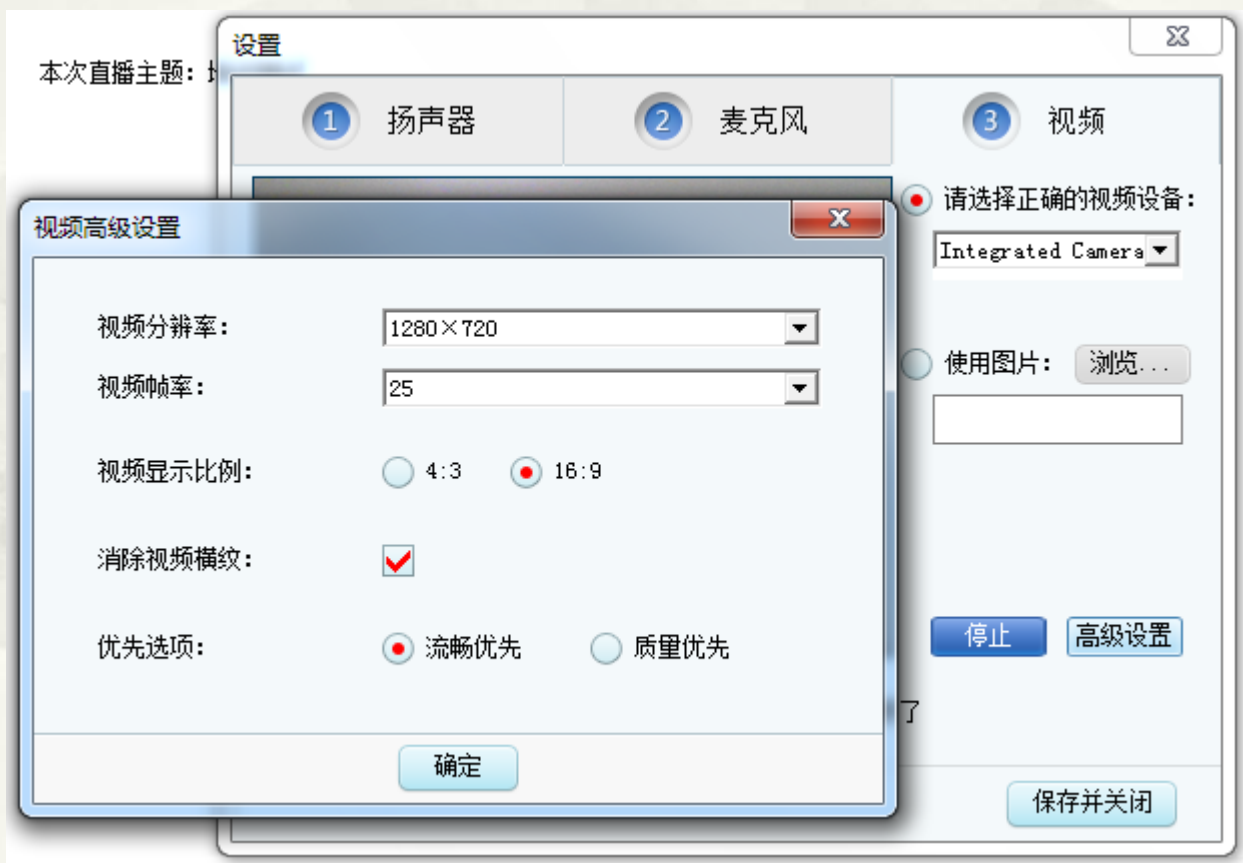 设置
本次直播主题：
1 扬声器
2 麦克风
3 视频
请选择正确的视频设备：
Integrated Camera
使用图片： 浏览...
停止 高级设置
了
保存并关闭
视频高级设置
视频分辨率： 1280×720
视频帧率： 25
视频显示比例： 4:3 16:9
消除视频横纹：
优先选项： 流畅优先 质量优先
确定